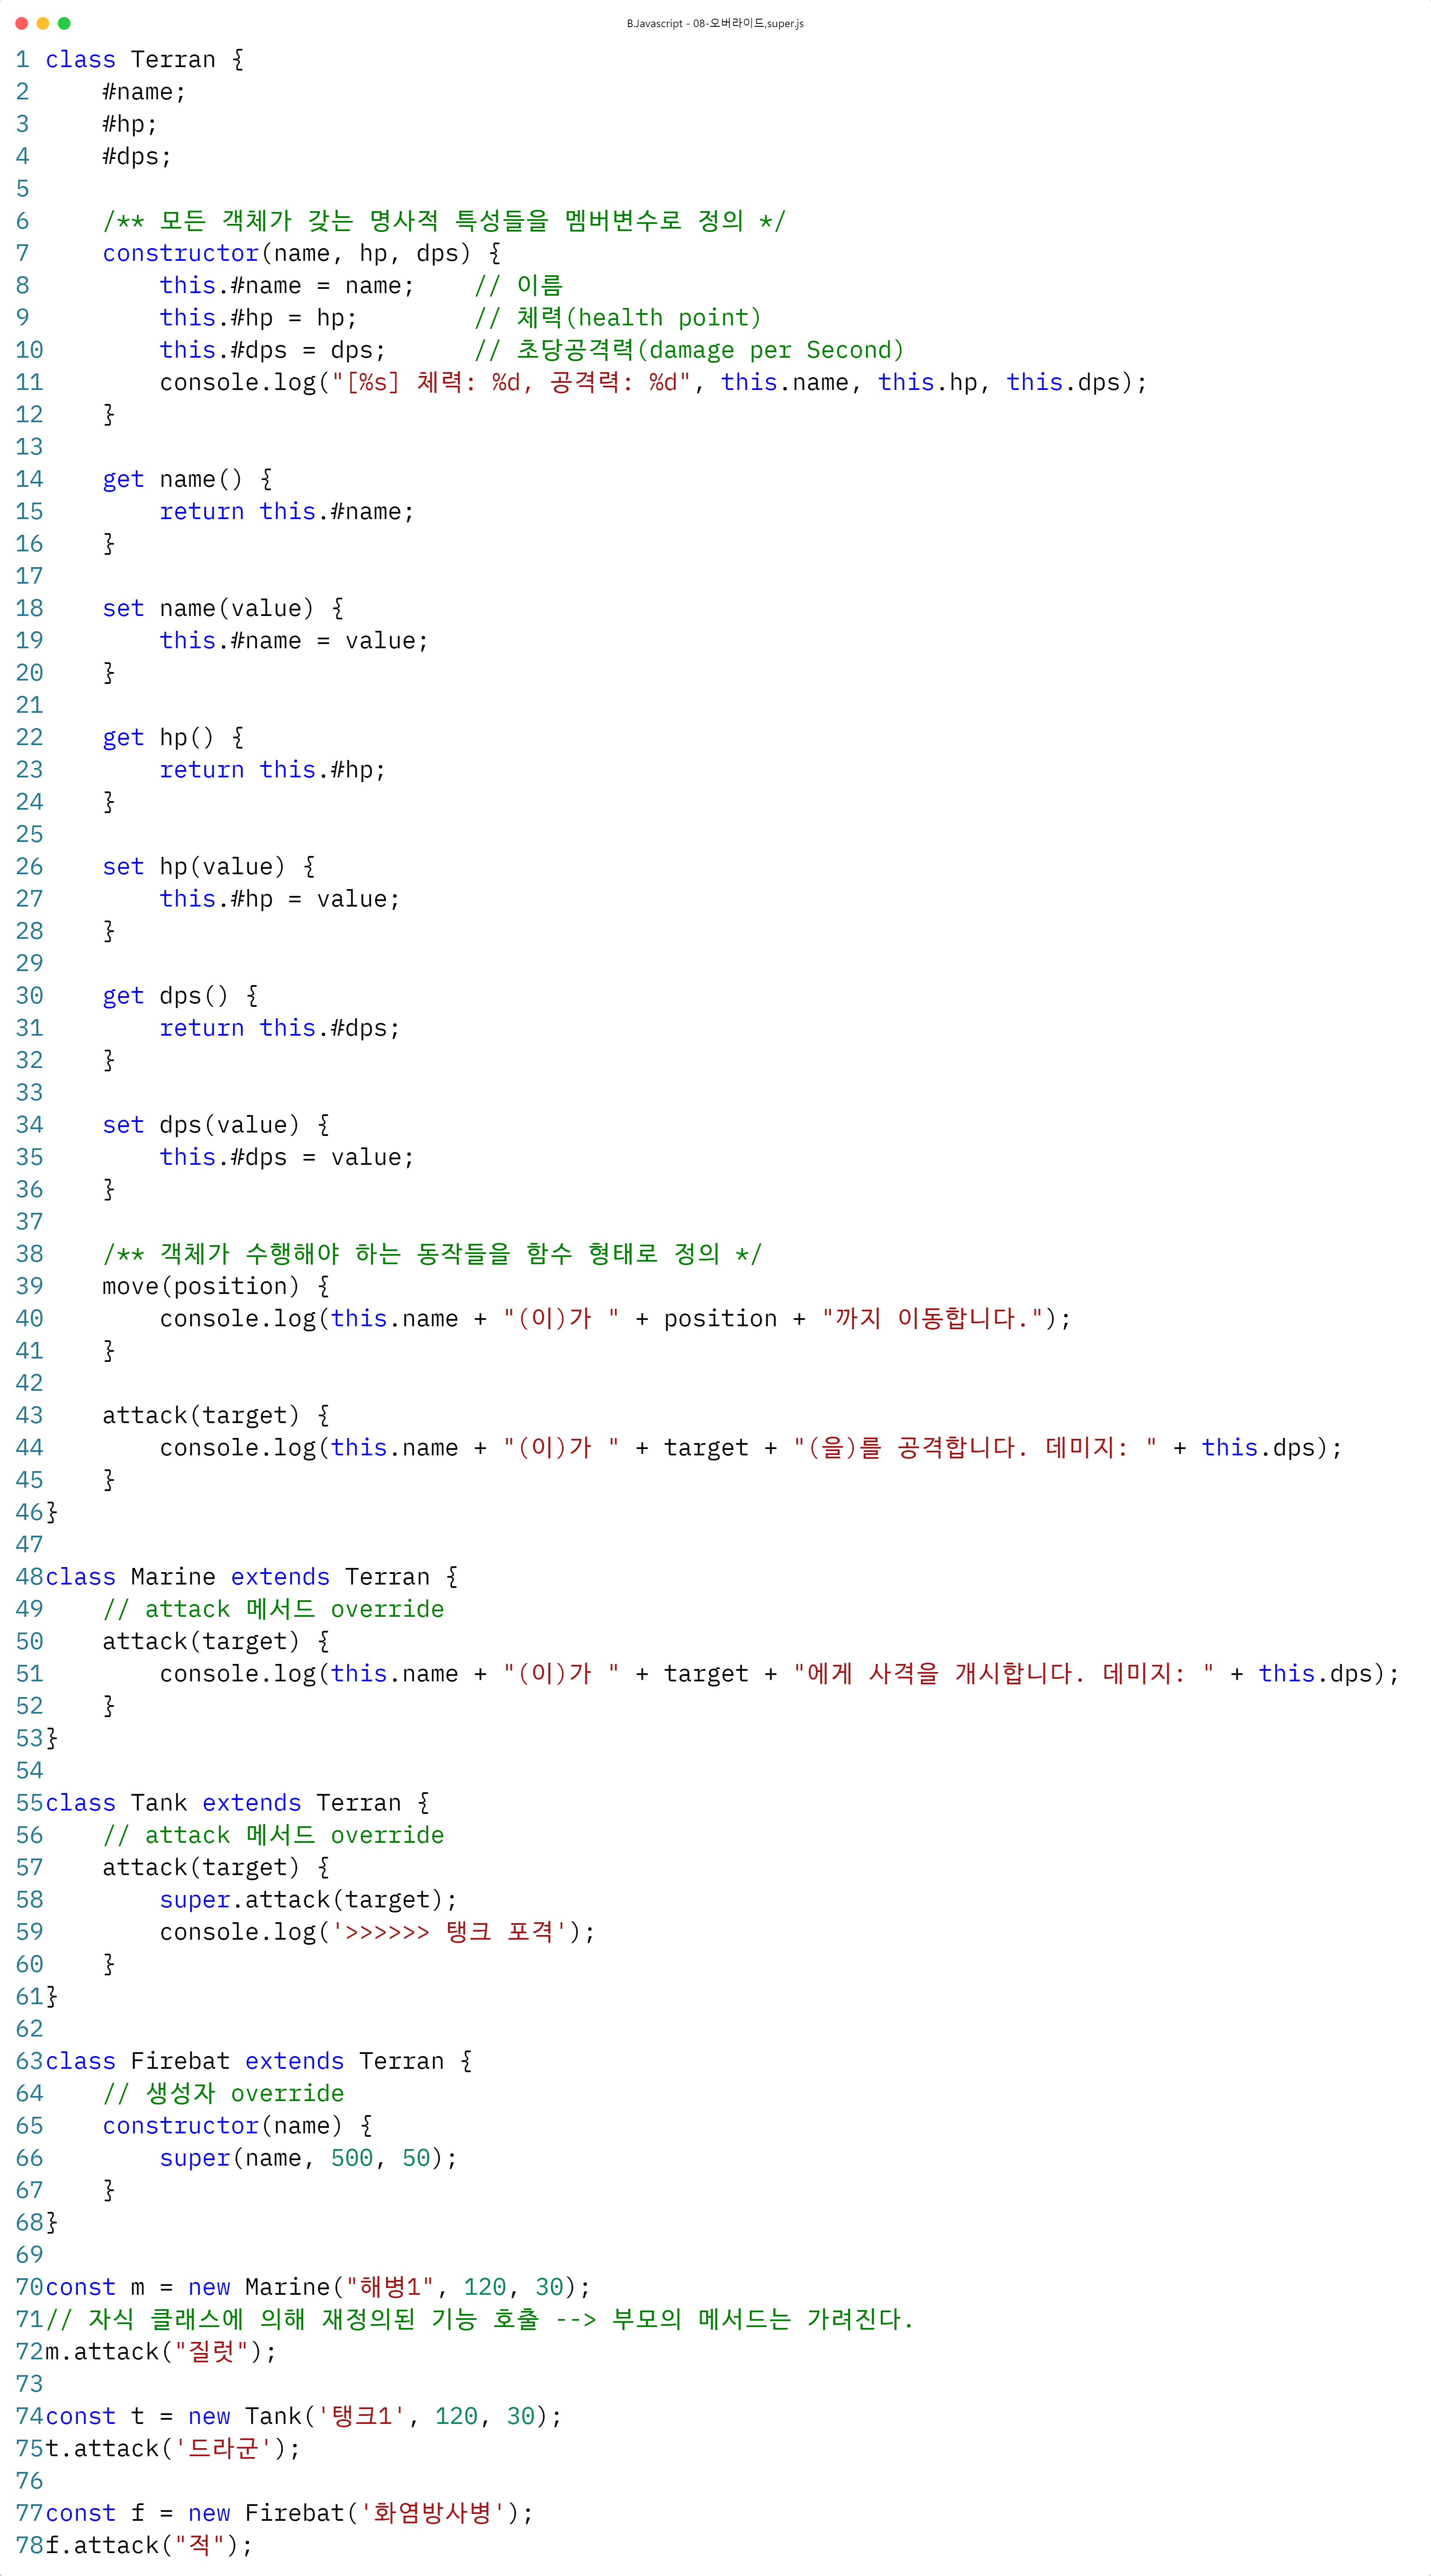 B.Javascript - 08-오버라이드,super.js
1 class Terran {
2     #name;
3     #hp;
4     #dps;
5
6     /** 모든 객체가 갖는 명사적 특성들을 멤버변수로 정의 */
7     constructor(name, hp, dps) {
8         this.#name = name;    // 이름
9         this.#hp = hp;        // 체력(health point)
10        this.#dps = dps;      // 초당공격력(damage per Second)
11        console.log("[%s] 체력: %d, 공격력: %d", this.name, this.hp, this.dps);
12    }
13
14    get name() {
15        return this.#name;
16    }
17
18    set name(value) {
19        this.#name = value;
20    }
21
22    get hp() {
23        return this.#hp;
24    }
25
26    set hp(value) {
27        this.#hp = value;
28    }
29
30    get dps() {
31        return this.#dps;
32    }
33
34    set dps(value) {
35        this.#dps = value;
36    }
37
38    /** 객체가 수행해야 하는 동작들을 함수 형태로 정의 */
39    move(position) {
40        console.log(this.name + "(이)가 " + position + "까지 이동합니다.");
41    }
42
43    attack(target) {
44        console.log(this.name + "(이)가 " + target + "(을)를 공격합니다. 데미지: " + this.dps);
45    }
46}
47
48class Marine extends Terran {
49    // attack 메서드 override
50    attack(target) {
51        console.log(this.name + "(이)가 " + target + "에게 사격을 개시합니다. 데미지: " + this.dps);
52    }
53}
54
55class Tank extends Terran {
56    // attack 메서드 override
57    attack(target) {
58        super.attack(target);
59        console.log('>>>>>> 탱크 포격');
60    }
61}
62
63class Firebat extends Terran {
64    // 생성자 override
65    constructor(name) {
66        super(name, 500, 50);
67    }
68}
69
70const m = new Marine("해병1", 120, 30);
71// 자식 클래스에 의해 재정의된 기능 호출 --> 부모의 메서드는 가려진다.
72m.attack("질럿");
73
74const t = new Tank('탱크1', 120, 30);
75t.attack('드라군');
76
77const f = new Firebat('화염방사병');
78f.attack("적");